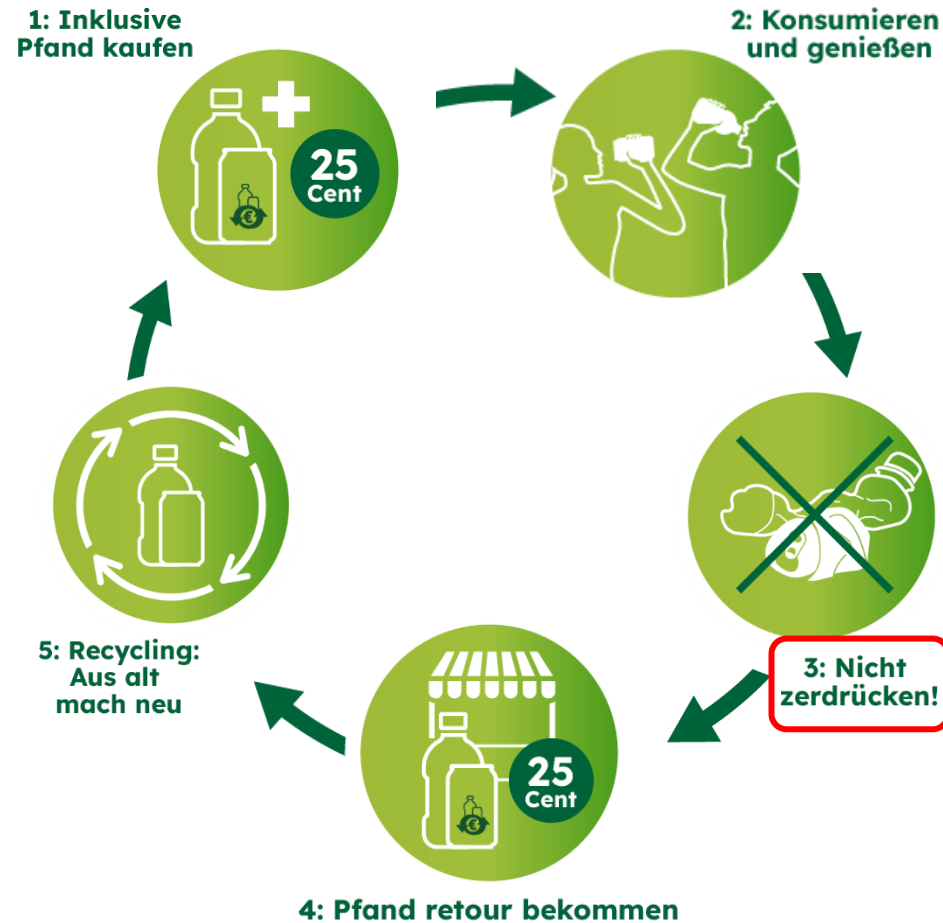 1: Inklusive
Pfand kaufen
25
Cent
€
2: Konsumieren
und genießen
3: Nicht
zerdrücken!
4: Pfand retour bekommen
25
Cent
€
5: Recycling:
Aus alt
mach neu